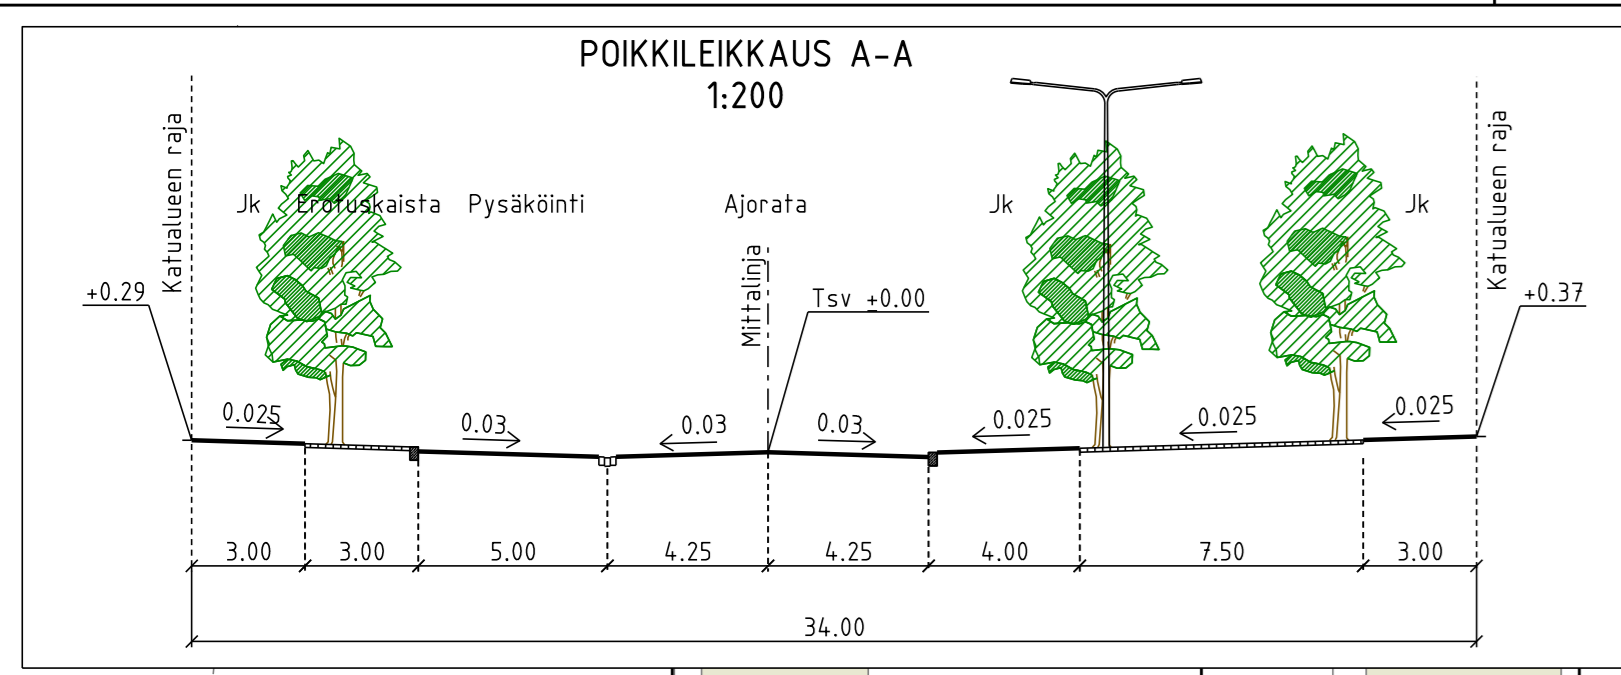 POIKKILEIKKAUS A-A
1:200
Katualueen raja
Katualueen raja
Jk
Erotuskaista
Pysäköinti
Ajorata
Jk
Jk
Mittalinja
+0.29
Tsv ±0.00
+0.37
0.025
0.03
0.03
0.03
0.025
0.025
0.025
3.00
3.00
5.00
4.25
4.25
4.00
7.50
3.00
34.00